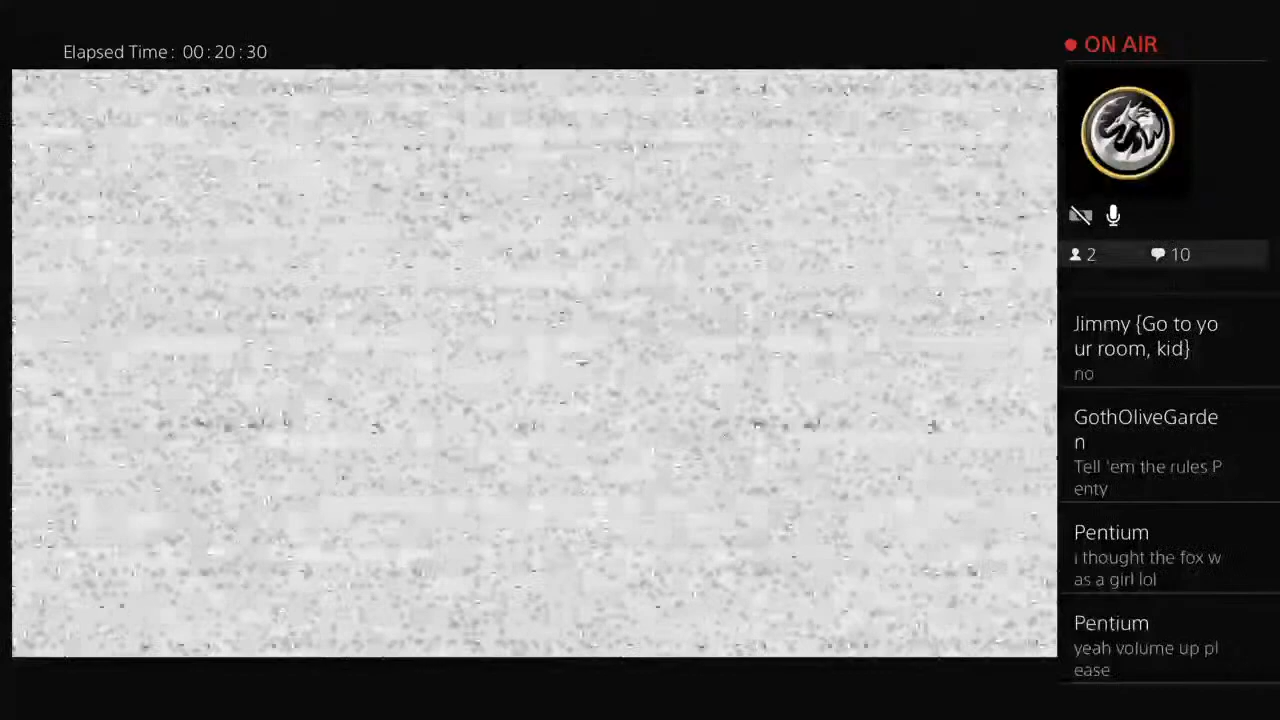 Elapsed Time: 00:20:30
ON AIR
2 10
Jimmy {Go to yo
ur room, kid}
no
GothOliveGarde
n
Tell 'em the rules P
enty
Pentium
i thought the fox w
as a girl lol
Pentium
yeah volume up pl
ease